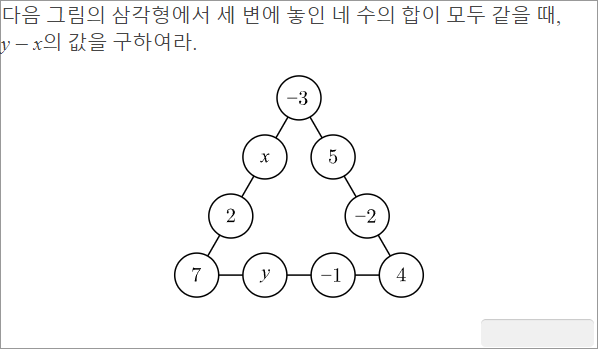 다음 그림의 삼각형에서 세 변에 놓인 네 수의 합이 모두 같을 때,
y − x의 값을 구하여라.
−3
x 5
2 −2
7 y −1 4